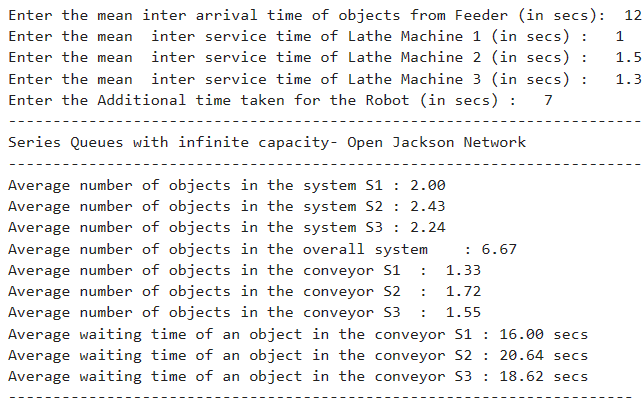 Enter the mean inter arrival time of objects from Feeder (in secs):  12
Enter the mean  inter service time of Lathe Machine 1 (in secs) :   1
Enter the mean  inter service time of Lathe Machine 2 (in secs) :   1.5
Enter the mean  inter service time of Lathe Machine 3 (in secs) :   1.3
Enter the Additional time taken for the Robot (in secs) :   7
-----------------------------------------------------------------------
Series Queues with infinite capacity- Open Jackson Network
-----------------------------------------------------------------------
Average number of objects in the system S1 : 2.00
Average number of objects in the system S2 : 2.43
Average number of objects in the system S3 : 2.24
Average number of objects in the overall system    : 6.67
Average number of objects in the conveyor S1  :  1.33
Average number of objects in the conveyor S2  :  1.72
Average number of objects in the conveyor S3  :  1.55
Average waiting time of an object in the conveyor S1 : 16.00 secs
Average waiting time of an object in the conveyor S2 : 20.64 secs
Average waiting time of an object in the conveyor S3 : 18.62 secs
----------------------------------------------------------------------